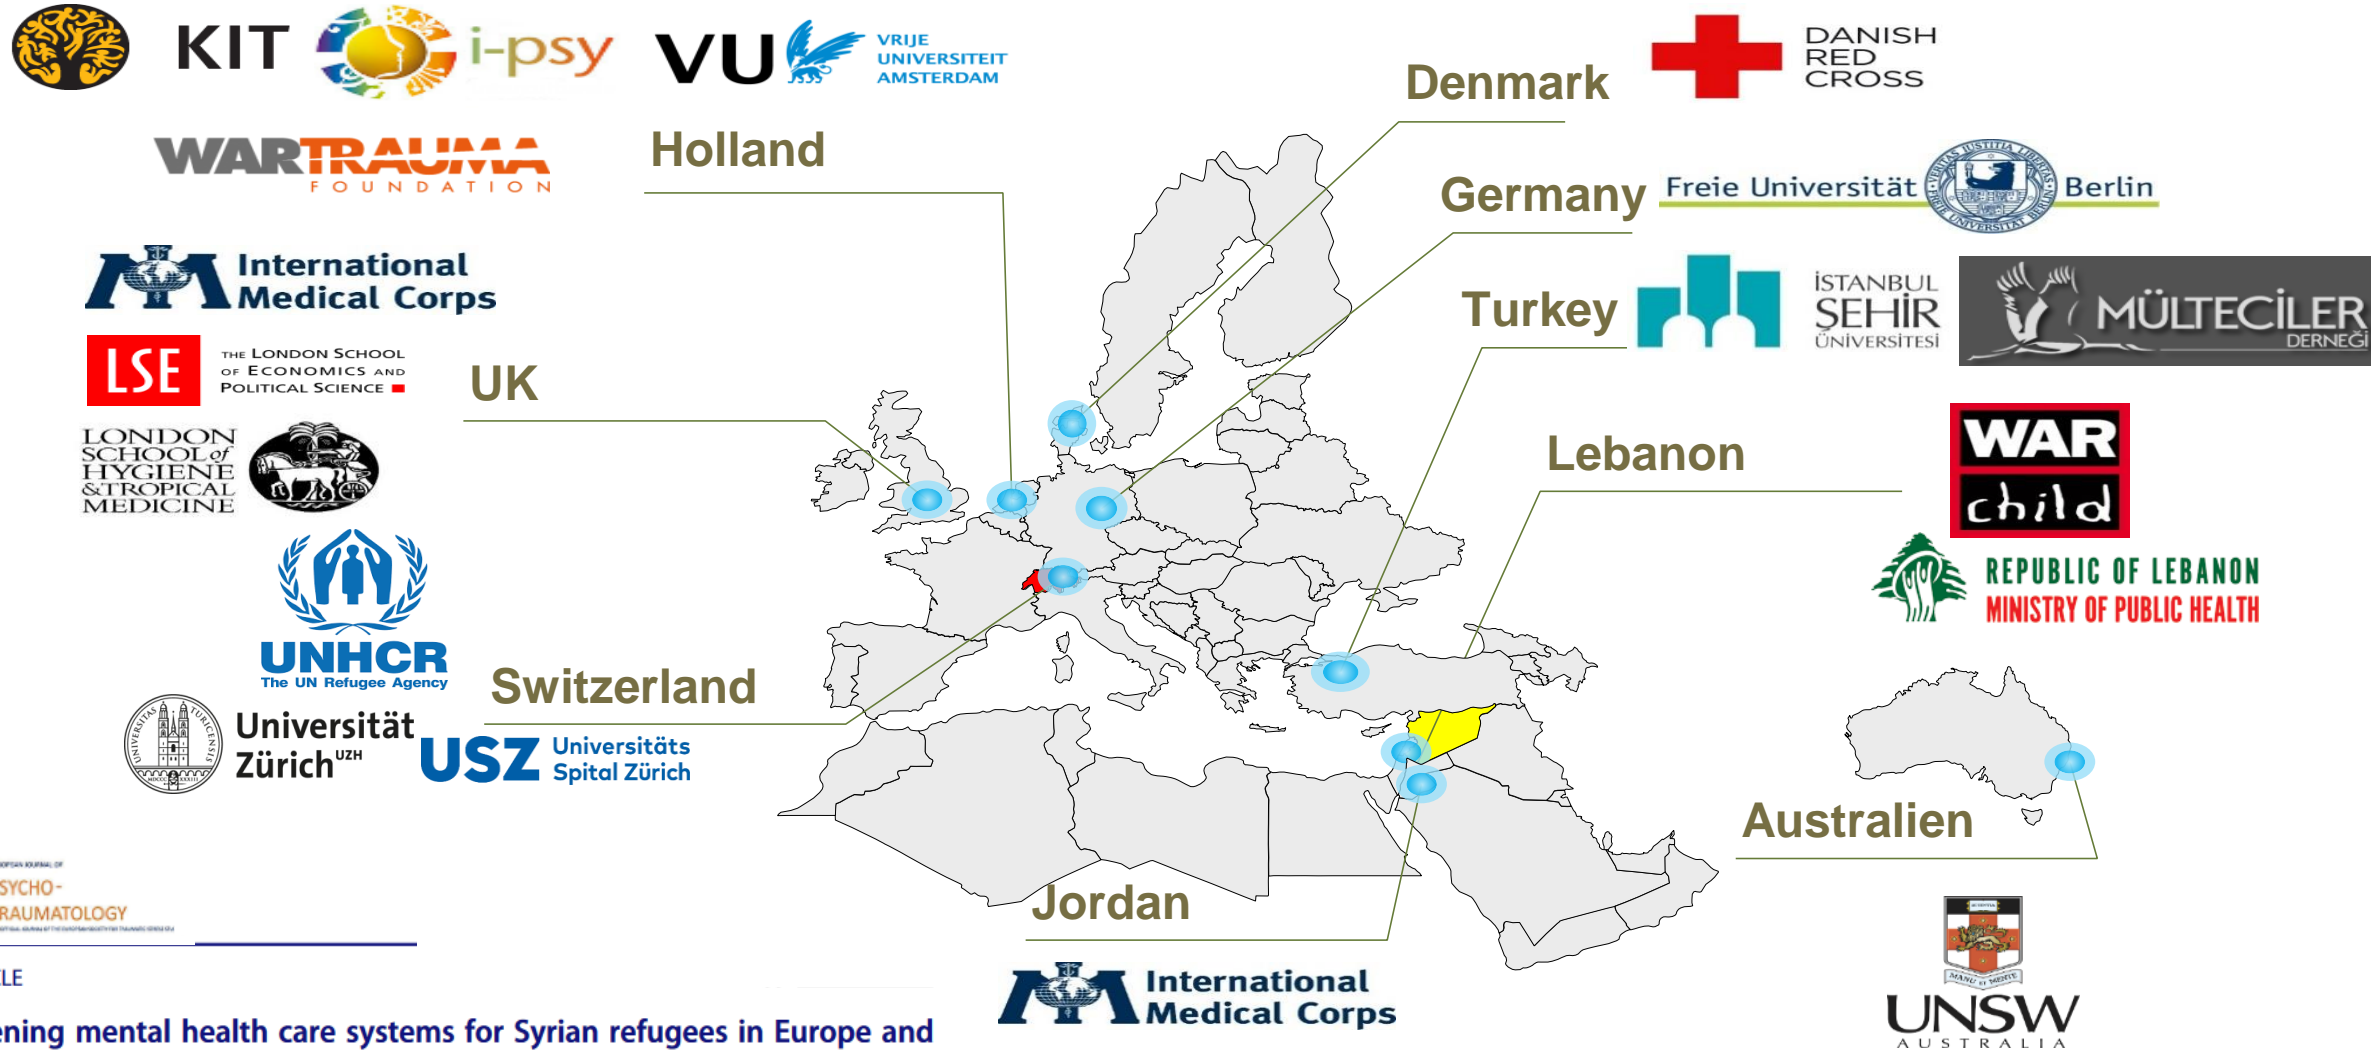 KIT
i-psy
VU
VRIJE
UNIVERSITEIT
AMSTERDAM
DANISH
RED
CROSS
Denmark
WARTRAUMA
FOUNDATION
Holland
Germany
Freie Universität
Berlin
International
Medical Corps
Turkey
İSTANBUL
ŞEHİR
ÜNİVERSİTESİ
MÜLTECİLER
DERNEĞİ
LSE
THE LONDON SCHOOL
OF ECONOMICS AND
POLITICAL SCIENCE
UK
LONDON
SCHOOL of
HYGIENE
&TROPICAL
MEDICINE
Lebanon
WAR
child
REPUBLIC OF LEBANON
MINISTRY OF PUBLIC HEALTH
UNHCR
The UN Refugee Agency
Switzerland
Universität
Zürich UZH
USZ
Universitäts
Spital Zürich
Australien
SYCHO-
RAUMATOLOGY
Jordan
International
Medical Corps
MANU ET MENTE
UNSW
AUSTRALIA
CLE
ening mental health care systems for Syrian refugees in Europe and